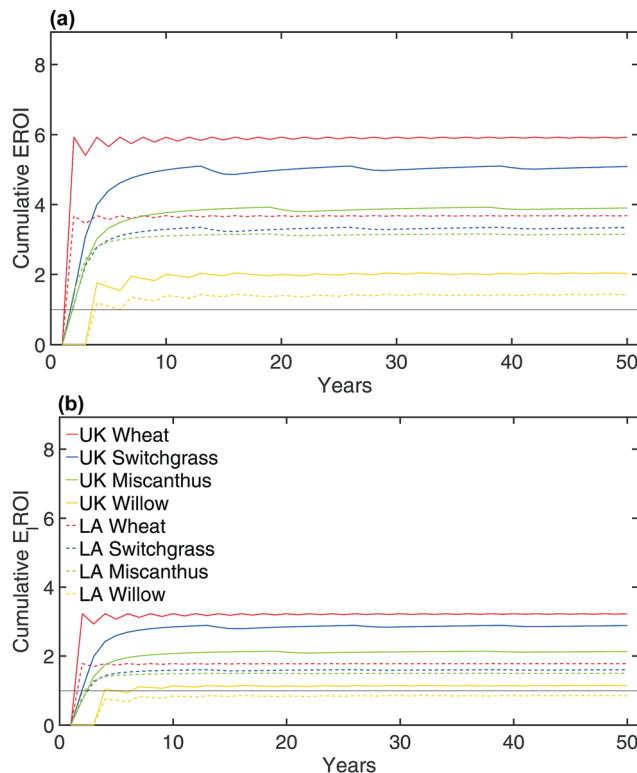 (a)
8
6
4
2
0
0 10 20 30 40 50
Cumulative EROI
Years
(b)
8
6
4
2
0
0 10 20 30 40 50
Cumulative EIROI
Years
UK Wheat
UK Switchgrass
UK Miscanthus
UK Willow
LA Wheat
LA Switchgrass
LA Miscanthus
LA Willow